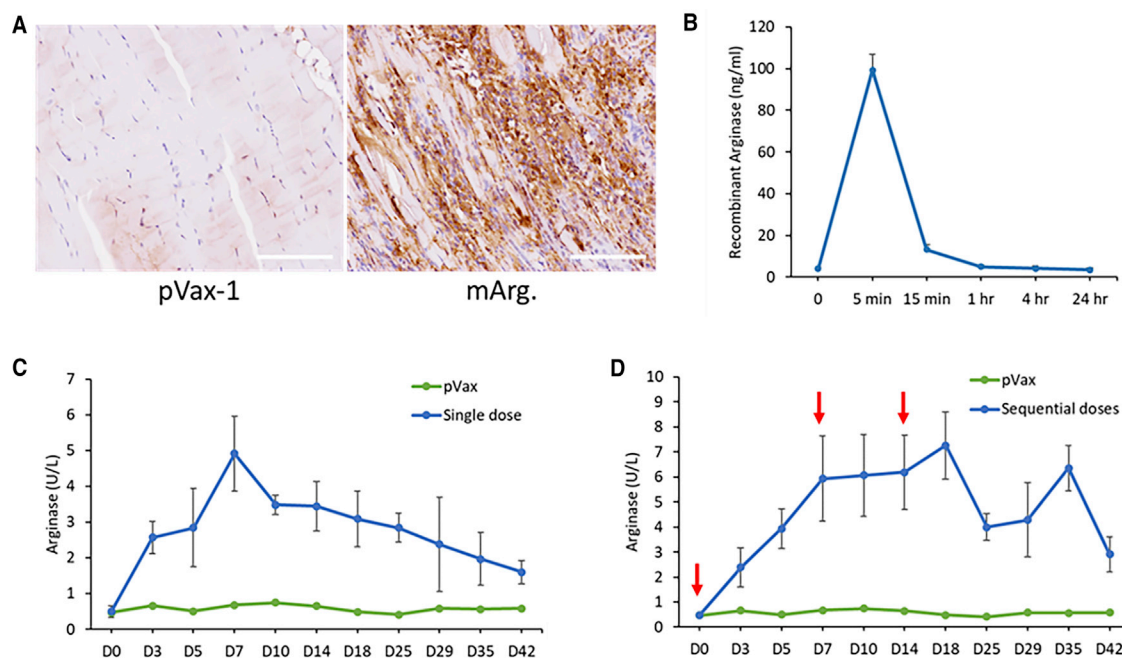 A
pVax-1
mArg.
B
Recombinant Arginase (ng/ml)
120
100
80
60
40
20
0
0 5 min 15 min 1 hr 4 hr 24 hr
C
Arginase (U/L)
7
6
5
4
3
2
1
0
pVax
Single dose
D0 D3 D5 D7 D10 D14 D18 D25 D29 D35 D42
D
Arginase (U/L)
10
9
8
7
6
5
4
3
2
1
0
pVax
Sequential doses
D0 D3 D5 D7 D10 D14 D18 D25 D29 D35 D42